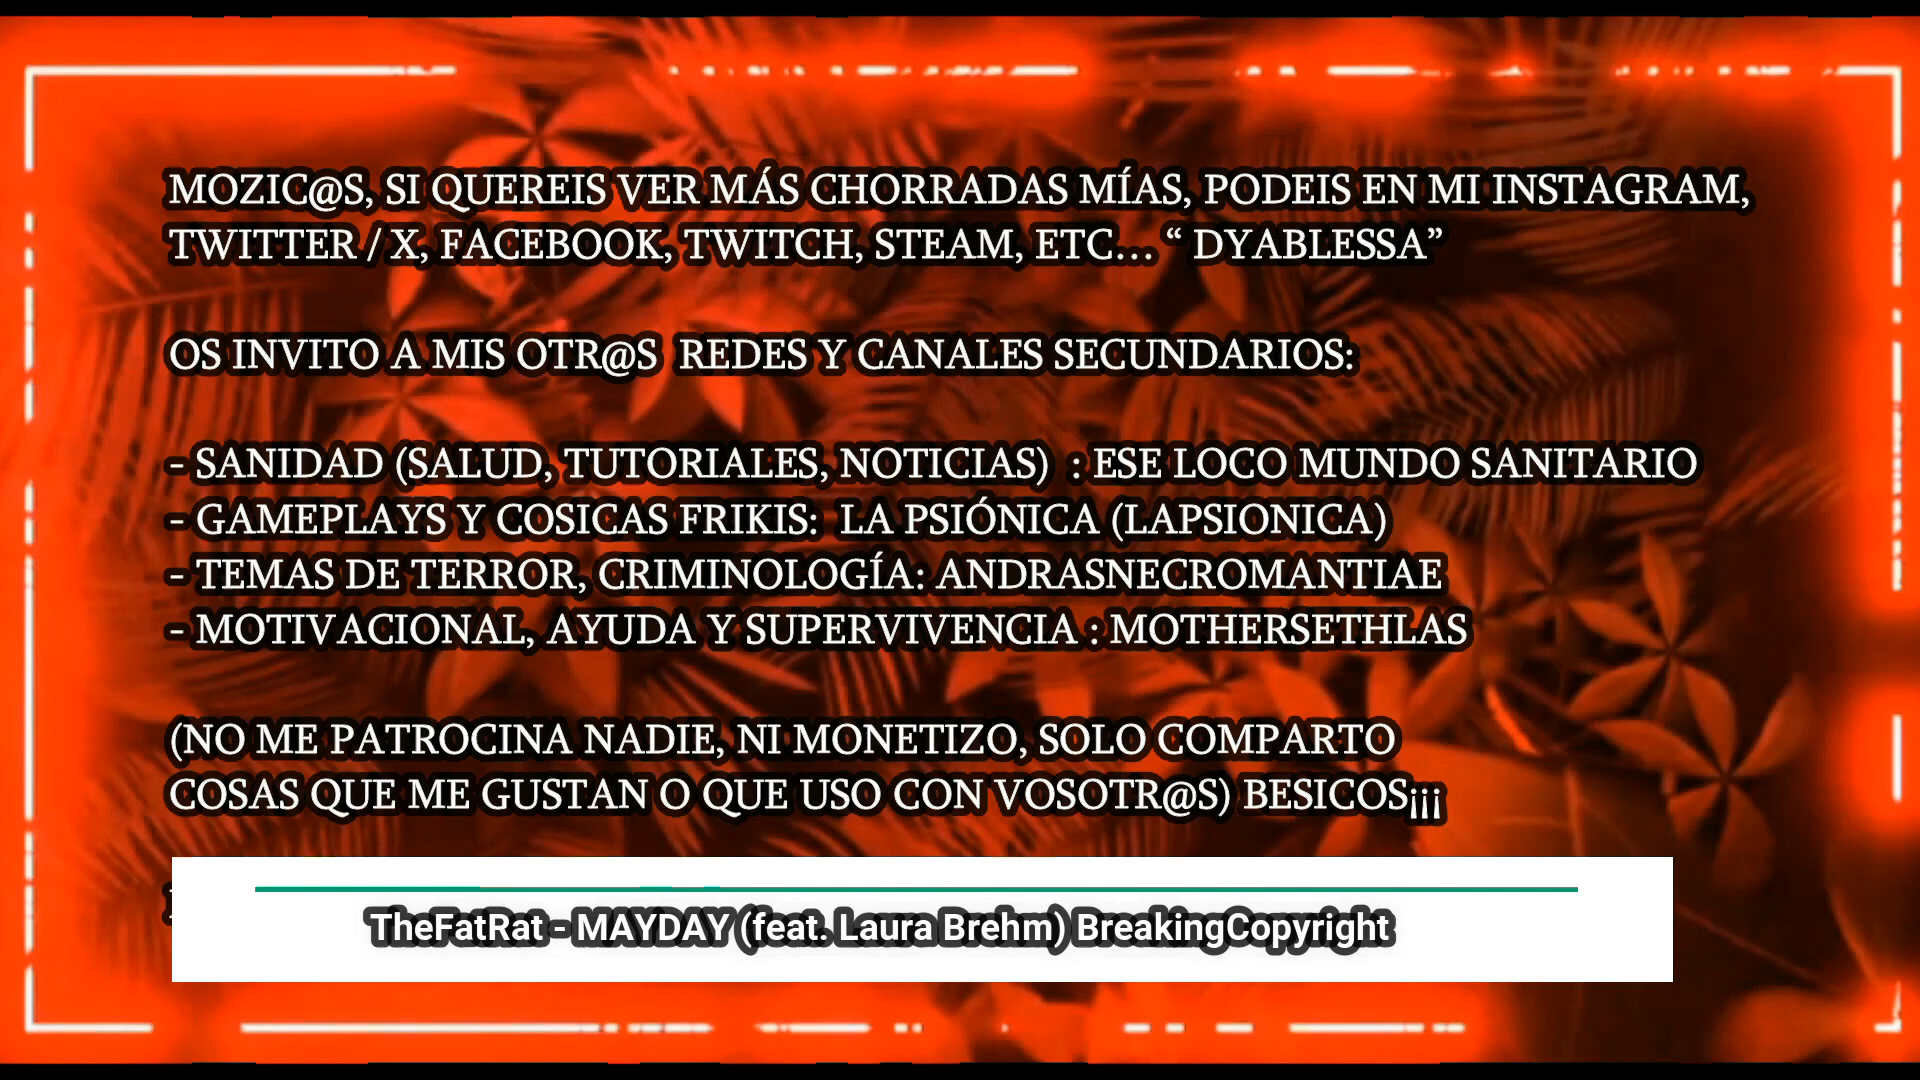 MOZIC@S, SI QUEREIS VER MÁS CHORRADAS MÍAS, PODEIS EN MI INSTAGRAM,
TWITTER / X, FACEBOOK, TWITCH, STEAM, ETC… “ DYABLESSA”
OS INVITO A MIS OTR@S  REDES Y CANALES SECUNDARIOS:
- SANIDAD (SALUD, TUTORIALES, NOTICIAS)  : ESE LOCO MUNDO SANITARIO
- GAMEPLAYS Y COSICAS FRIKIS:  LA PSIÓNICA (LAPSIONICA)
- TEMAS DE TERROR, CRIMINOLOGÍA: ANDRASNECROMANTIAE
- MOTIVACIONAL, AYUDA Y SUPERVIVENCIA : MOTHERSETHLAS
(NO ME PATROCINA NADIE, NI MONETIZO, SOLO COMPARTO
COSAS QUE ME GUSTAN O QUE USO CON VOSOTR@S) BESICOS¡¡¡
TheFatRat - MAYDAY (feat. Laura Brehm) BreakingCopyright